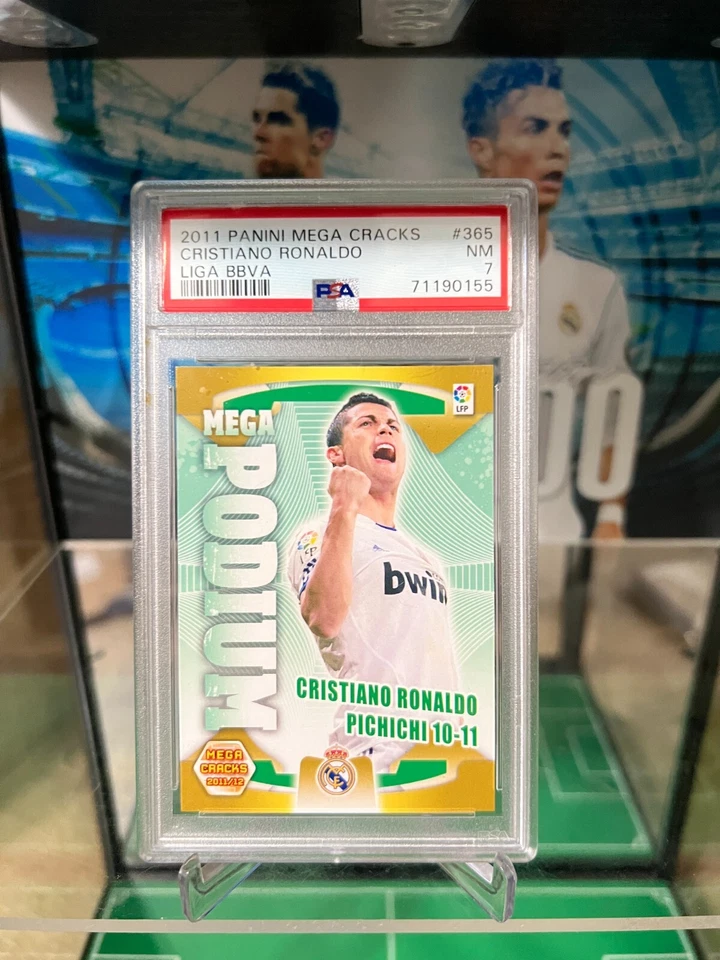 2011 PANINI MEGA CRACKS #365
CRISTIANO RONALDO NM
LIGA BBVA 7
PSA 71190155
LFP
MEGA
PODIUM
bwin
CRISTIANO RONALDO
PICHICHI 10-11
MEGA
CRACKS
2011/12